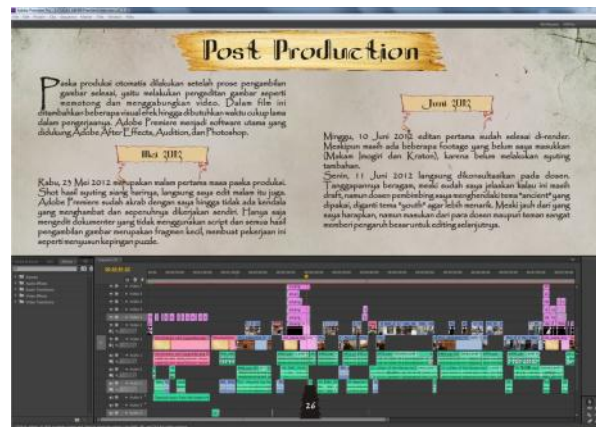 Post Production
Paska produksi otomatis dilakukan setelah prose pengambilan
gambar selesai, yaitu melakukan pengeditan gambar seperti
memotong dan menggabungkan video. Dalam film ini
ditambahkan beberapa visual efek hingga dibutuhkan waktu cukup lama
dalam pengerjaanya. Adobe Premiere menjadi software utama yang
didukung Adobe After Effects, Audition, dan Photoshop.
Mei 2012
Rabu, 23 Mei 2012 merupakan malam pertama masa paska produksi.
Shot hasil syuting siang harinya, langsung saya edit malam itu juga.
Adobe Premiere sudah akrab dengan saya hingga tidak ada kendala
yang menghambat dan sepenuhnya dikerjakan sendiri. Hanya saja
mengedit dokumenter yang tidak menggunakan script dan semua hasil
pengambilan gambar merupakan fragmen kecil, membuat pekerjaan ini
seperti menyusun kepingan puzzle.
Juni 2012
Minggu, 10 Juni 2012 editan pertama sudah selesai di-render.
Meskipun masih ada beberapa footage yang belum saya masukkan
(Makam Imogiri dan Kraton), karena belum melakukan syuting
tambahan.
Senin, 11 Juni 2012 langsung dikonsultasikan pada dosen.
Tanggapannya beragam, meski sudah saya jelaskan kalau ini masih
draft, namun dosen pembimbing saya menghendaki tema "ancient" yang
dipakai, diganti tema "youth" agar lebih menarik. Meski jauh dari yang
saya harapkan, namun masukan dari para dosen maupun teman sangat
memberi pengaruh besar untuk editing selanjutnya.
26